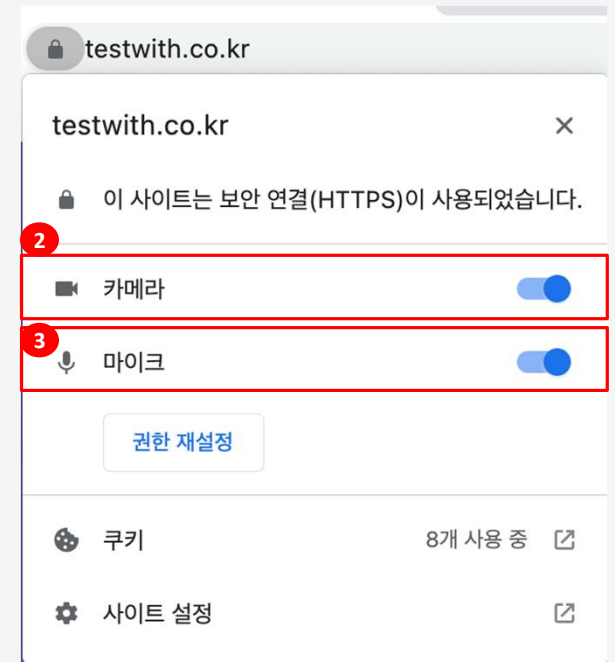 testwith.co.kr
testwith.co.kr
이 사이트는 보안 연결(HTTPS)이 사용되었습니다.
2
카메라
3
마이크
권한 재설정
쿠키 8개 사용 중
사이트 설정